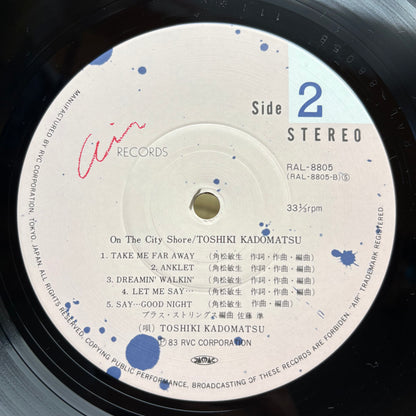 Side 2
STEREO
air RECORDS
RAL-8805
(RAL-8805-B) Ⓢ
33⅓rpm
On The City Shore/TOSHIKI KADOMATSU
1. TAKE ME FAR AWAY (角松敏生 作詞・作曲・編曲)
2. ANKLET (角松敏生 作詞・作曲・編曲)
3. DREAMIN' WALKIN' (角松敏生 作詞・作曲・編曲)
4. LET ME SAY… (角松敏生 作詞・作曲・編曲)
5. SAY…GOOD NIGHT (角松敏生 作曲・編曲)
ブラス・ストリングス編曲 佐藤 準
(唄) TOSHIKI KADOMATSU
Ⓟ 83 RVC CORPORATION
MANUFACTURED BY RVC CORPORATION, TOKYO, JAPAN. ALL RIGHTS RESERVED. COPYING PUBLIC PERFORMANCE, BROADCASTING OF THESE RECORDS ARE FORBIDDEN. "AIR" TRADEMARK REGISTERED.